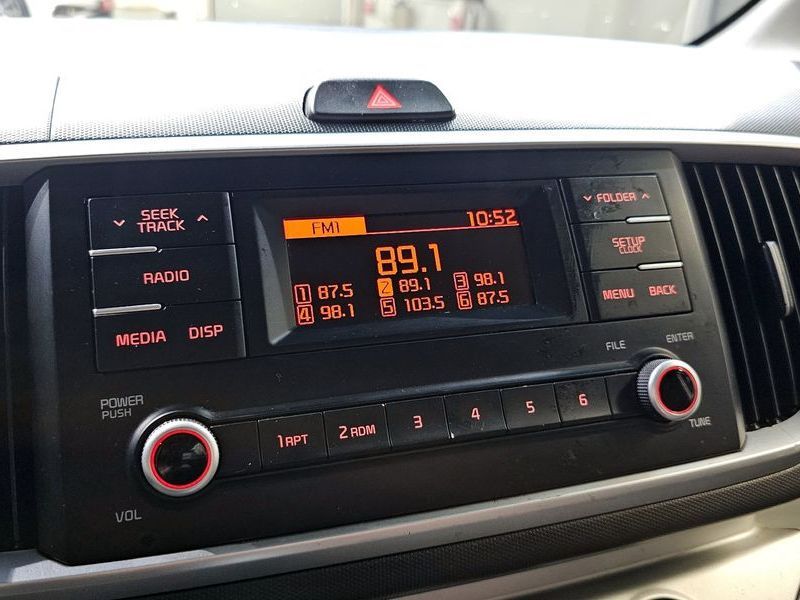 SEEK
TRACK
RADIO
MEDIA DISP
FM1 10:52
89.1
1 87.5 2 89.1 3 98.1
4 98.1 5 103.5 6 87.5
FOLDER
SETUP
CLOCK
MENU BACK
POWER
PUSH
VOL
1 RPT 2 RDM 3 4 5 6
FILE
ENTER
TUNE